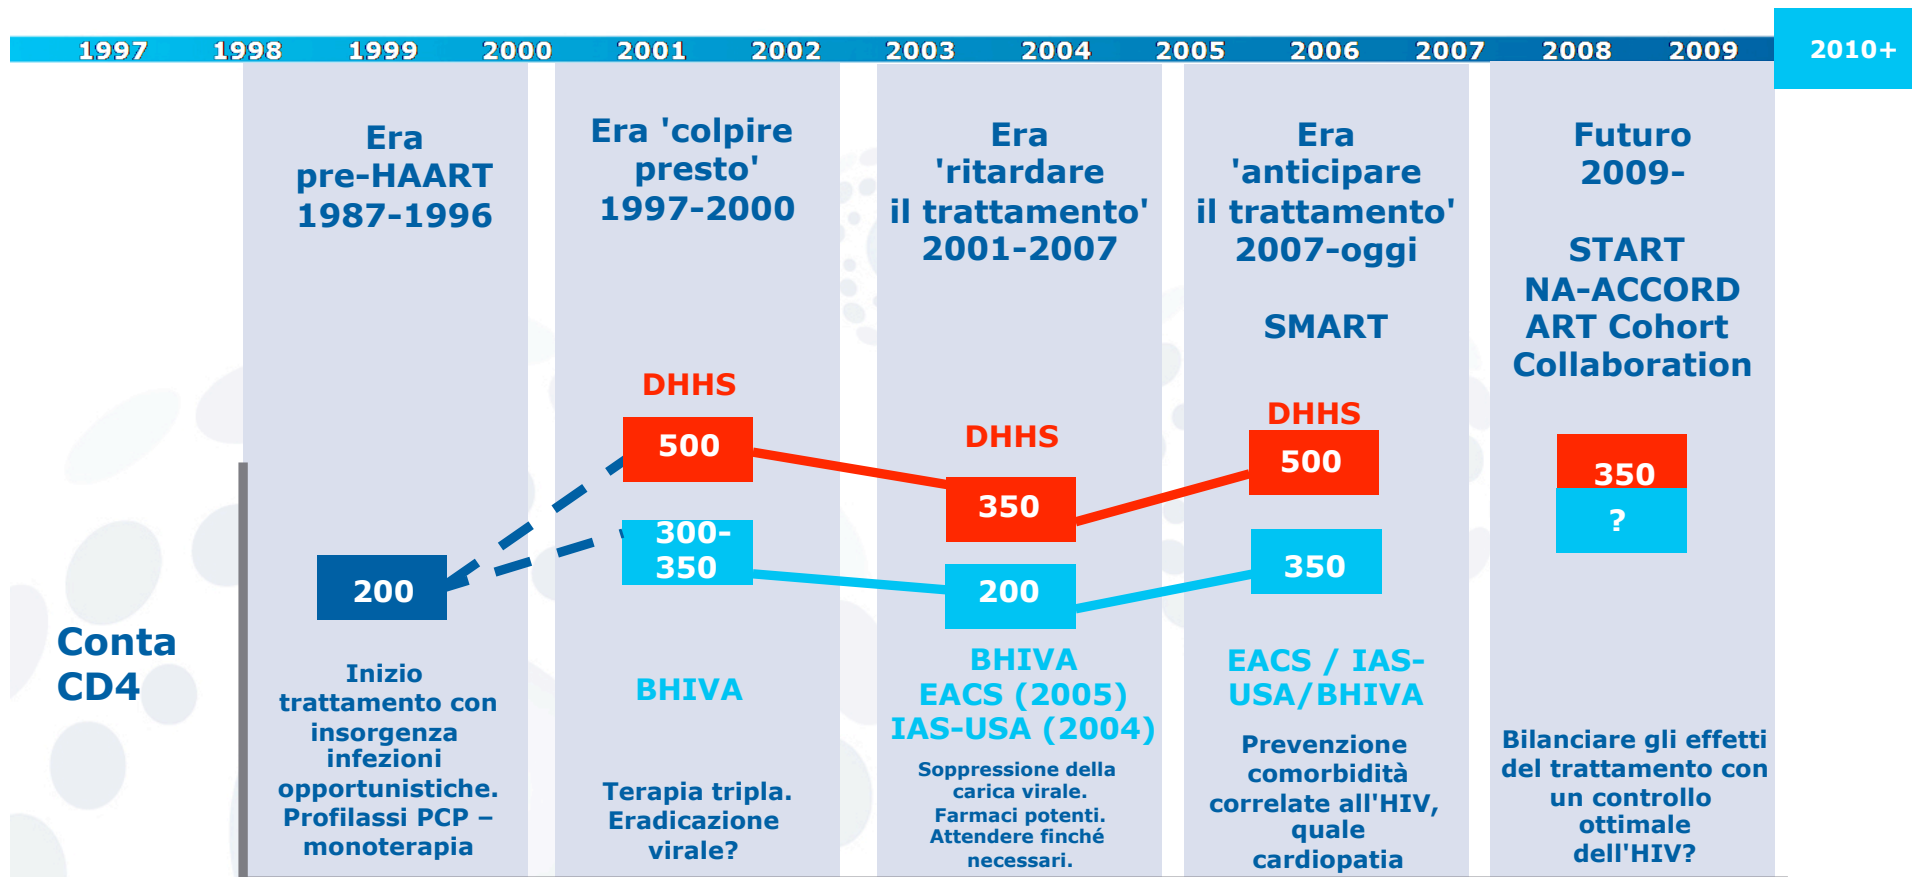 1997 1998 1999 2000 2001 2002 2003 2004 2005 2006 2007 2008 2009 2010+
Era
pre-HAART
1987-1996
200
Inizio
trattamento con
insorgenza
infezioni
opportunistiche.
Profilassi PCP –
monoterapia
Era 'colpire
presto'
1997-2000
DHHS
500
300-
350
BHIVA
Terapia tripla.
Eradicazione
virale?
Era
'ritardare
il trattamento'
2001-2007
DHHS
350
200
BHIVA
EACS (2005)
IAS-USA (2004)
Soppressione della
carica virale.
Farmaci potenti.
Attendere finché
necessari.
Era
'anticipare
il trattamento'
2007-oggi
SMART
DHHS
500
350
EACS / IAS-
USA/BHIVA
Prevenzione
comorbidità
correlate all'HIV,
quale
cardiopatia
Futuro
2009-
START
NA-ACCORD
ART Cohort
Collaboration
350
?
Bilanciare gli effetti
del trattamento con
un controllo
ottimale
dell'HIV?
Conta
CD4